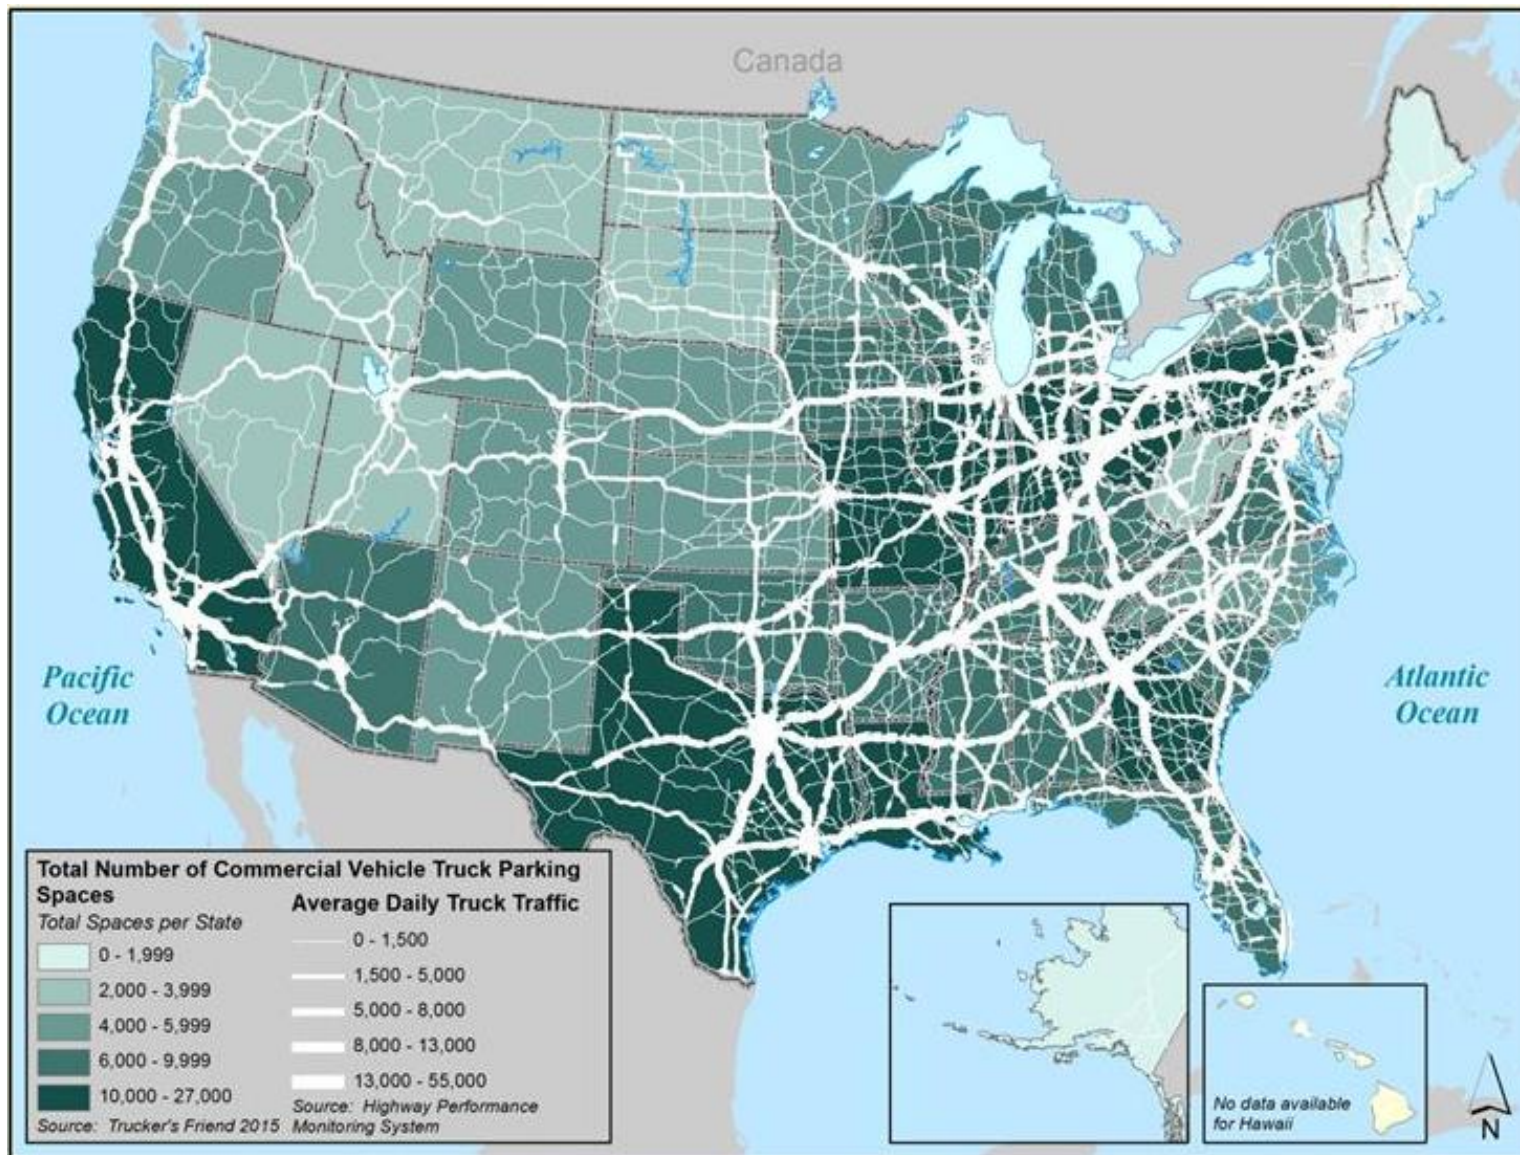 Canada
Pacific
Ocean
Atlantic
Ocean
Total Number of Commercial Vehicle Truck Parking
Spaces
Total Spaces per State
0 - 1,999
2,000 - 3,999
4,000 - 5,999
6,000 - 9,999
10,000 - 27,000
Source: Trucker's Friend 2015
Average Daily Truck Traffic
0 - 1,500
1,500 - 5,000
5,000 - 8,000
8,000 - 13,000
13,000 - 55,000
Source: Highway Performance
Monitoring System
No data available
for Hawaii
N